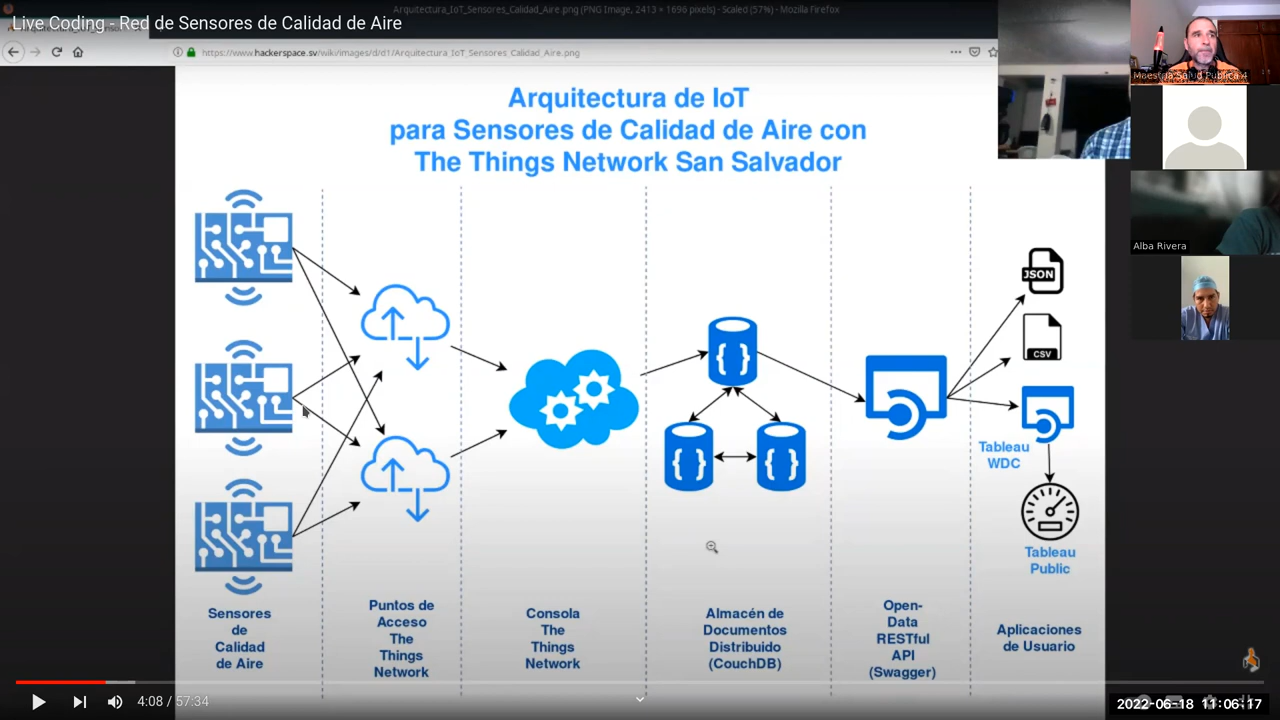 Arquitectura_IoT_Sensores_Calidad_Aire.png (PNG Image, 2413 × 1696 pixels) - Scaled (57%) - Mozilla Firefox
Live Coding - Red de Sensores de Calidad de Aire
https://www.hackerspace.sv/wiki/images/d/d1/Arquitectura_IoT_Sensores_Calidad_Aire.png
Maestria Salud Publica 4
Arquitectura de IoT
para Sensores de Calidad de Aire con
The Things Network San Salvador
Alba Rivera
JSON
CSV
{ }
{ }
{ }
Tableau
WDC
Tableau
Public
Sensores
de
Calidad
de Aire
Puntos de
Acceso
The
Things
Network
Consola
The
Things
Network
Almacén de
Documentos
Distribuido
(CouchDB)
Open-
Data
RESTful
API
(Swagger)
Aplicaciones
de Usuario
4:08 / 57:34
2022-06-18 11:06:17